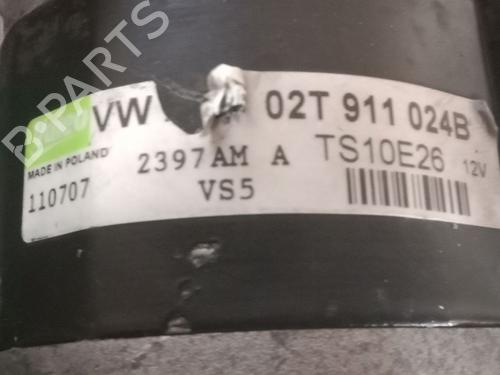 VW 02T 911 024B
MADE IN POLAND
2397AM A TS10E26 12V
110707 VS5
B-PARTS